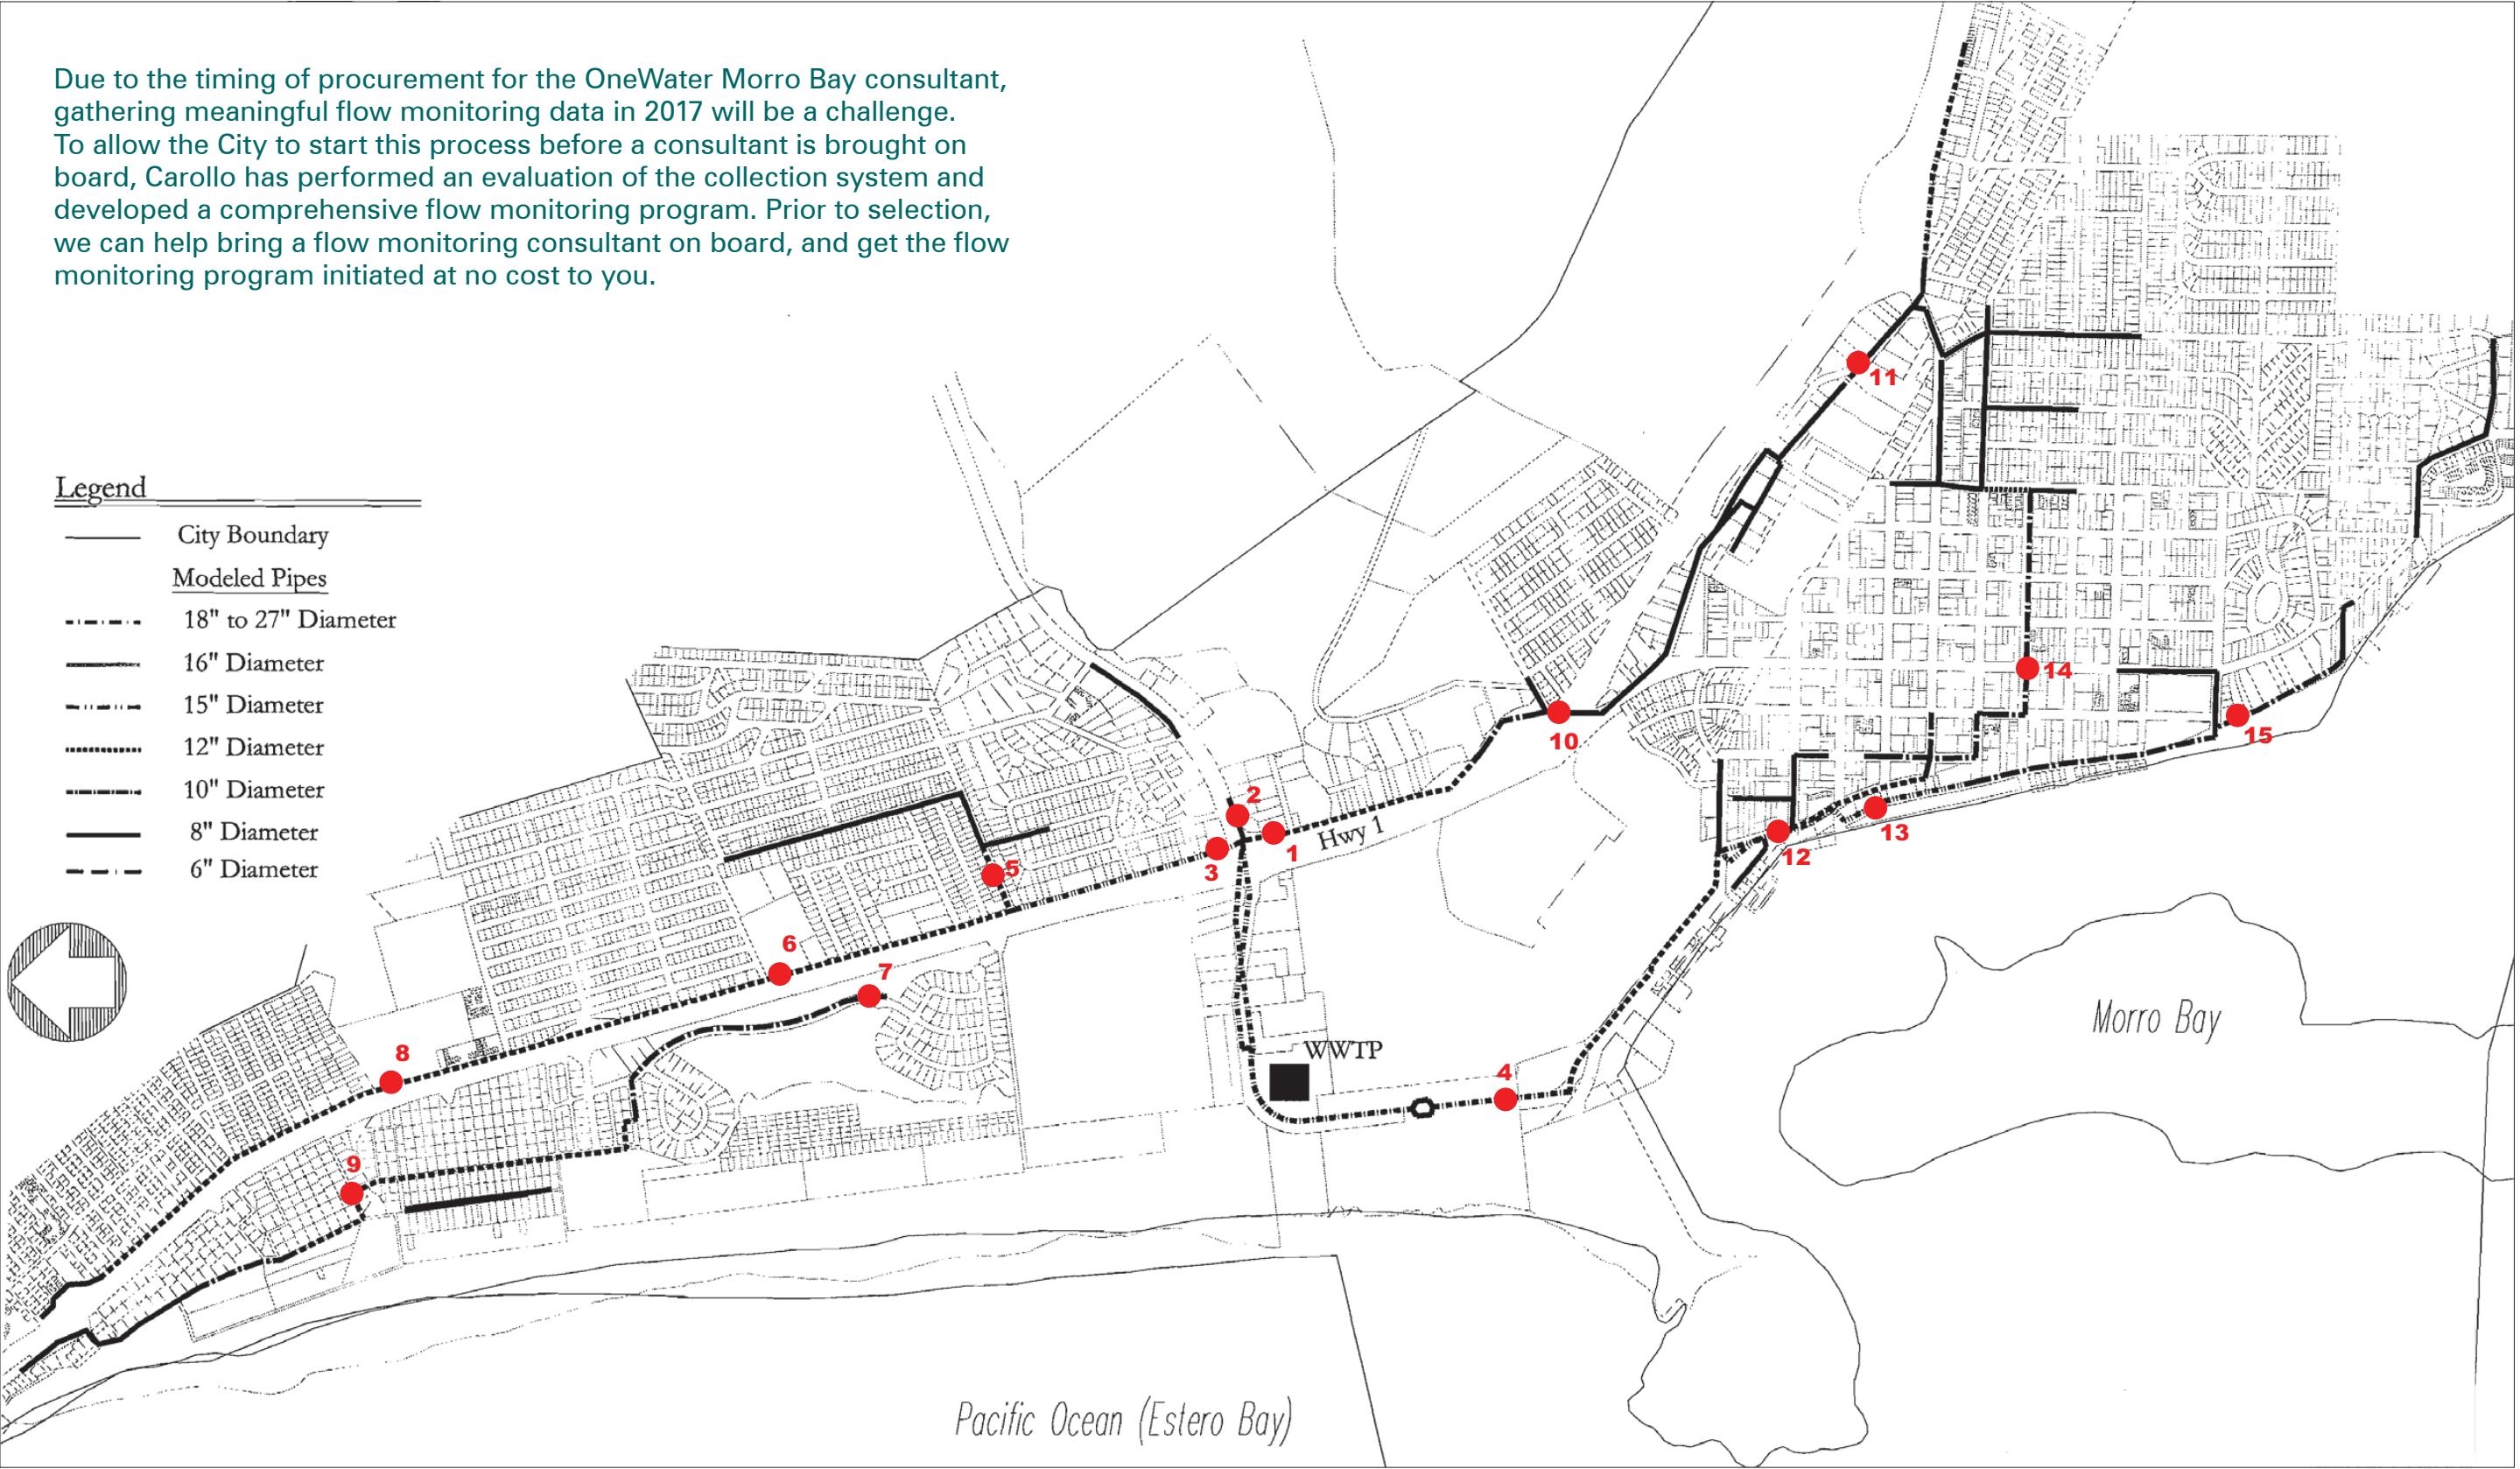 Due to the timing of procurement for the OneWater Morro Bay consultant,
gathering meaningful flow monitoring data in 2017 will be a challenge.
To allow the City to start this process before a consultant is brought on
board, Carollo has performed an evaluation of the collection system and
developed a comprehensive flow monitoring program. Prior to selection,
we can help bring a flow monitoring consultant on board, and get the flow
monitoring program initiated at no cost to you.
Legend
City Boundary
Modeled Pipes
18" to 27" Diameter
16" Diameter
15" Diameter
12" Diameter
10" Diameter
8" Diameter
6" Diameter
11
14
10
15
2
1
Hwy 1
3
12
13
5
6
7
8
WWTP
4
9
Morro Bay
Pacific Ocean (Estero Bay)